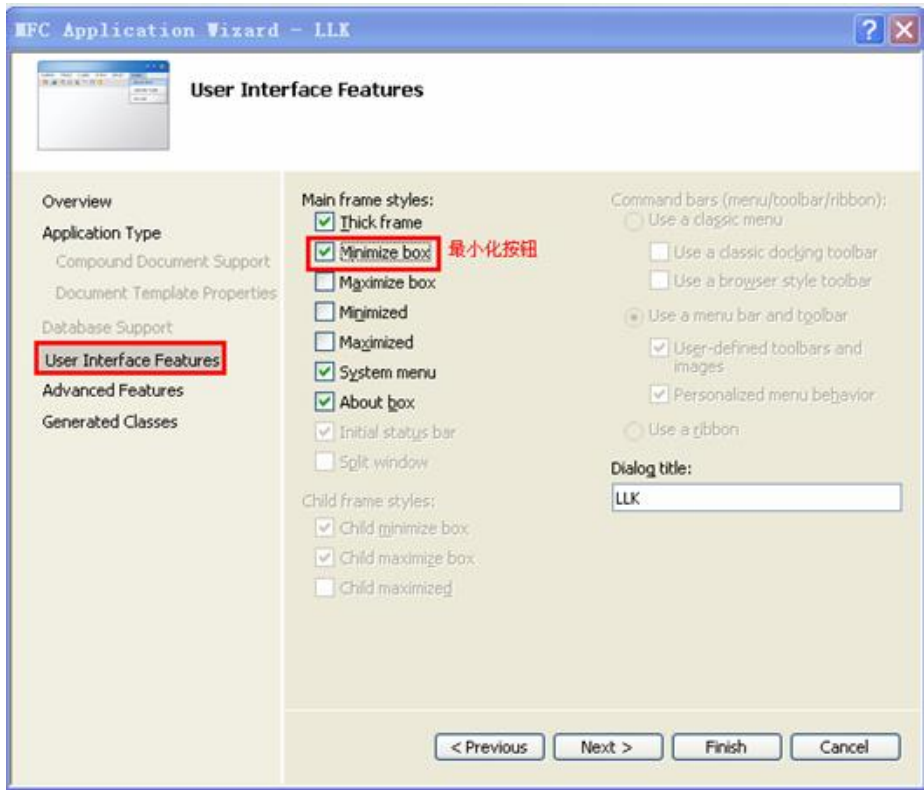 MFC Application Wizard - LLK
User Interface Features
Overview
Application Type
Compound Document Support
Document Template Properties
Database Support
User Interface Features
Advanced Features
Generated Classes
Main frame styles:
Thick frame
Minimize box 最小化按钮
Maximize box
Minimized
Maximized
System menu
About box
Initial status bar
Split window
Child frame styles:
Child minimize box
Child maximize box
Child maximized
Command bars (menu/toolbar/ribbon):
Use a classic menu
Use a classic docking toolbar
Use a browser style toolbar
Use a menu bar and toolbar
User-defined toolbars and
images
Personalized menu behavior
Use a ribbon
Dialog title:
LLK
< Previous
Next >
Finish
Cancel